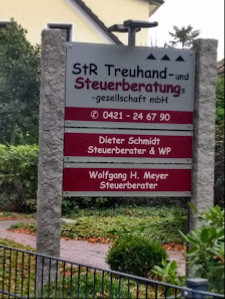 StR Treuhand- und
Steuerberatungs
-gesellschaft mbH
✆ 0421 - 24 67 90
Dieter Schmidt
Steuerberater & WP
Wolfgang H. Meyer
Steuerberater